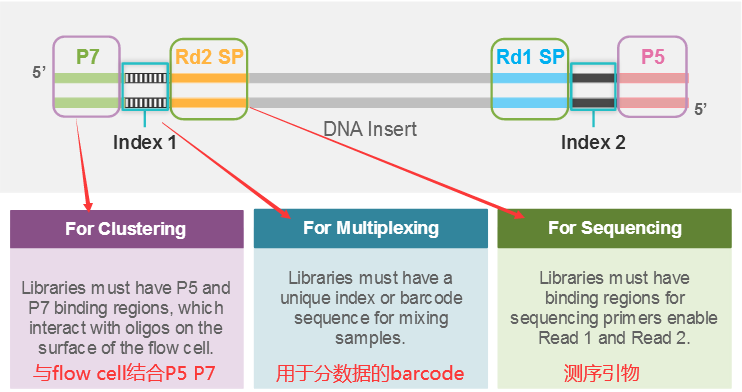 P7 Rd2 SP Rd1 SP P5
5’
5’
DNA Insert
Index 1 Index 2
For Clustering
Libraries must have P5 and
P7 binding regions, which
interact with oligos on the
surface of the flow cell.
与flow cell结合P5 P7
For Multiplexing
Libraries must have a
unique index or barcode
sequence for mixing
samples.
用于分数据的barcode
For Sequencing
Libraries must have
binding regions for
sequencing primers enable
Read 1 and Read 2.
测序引物